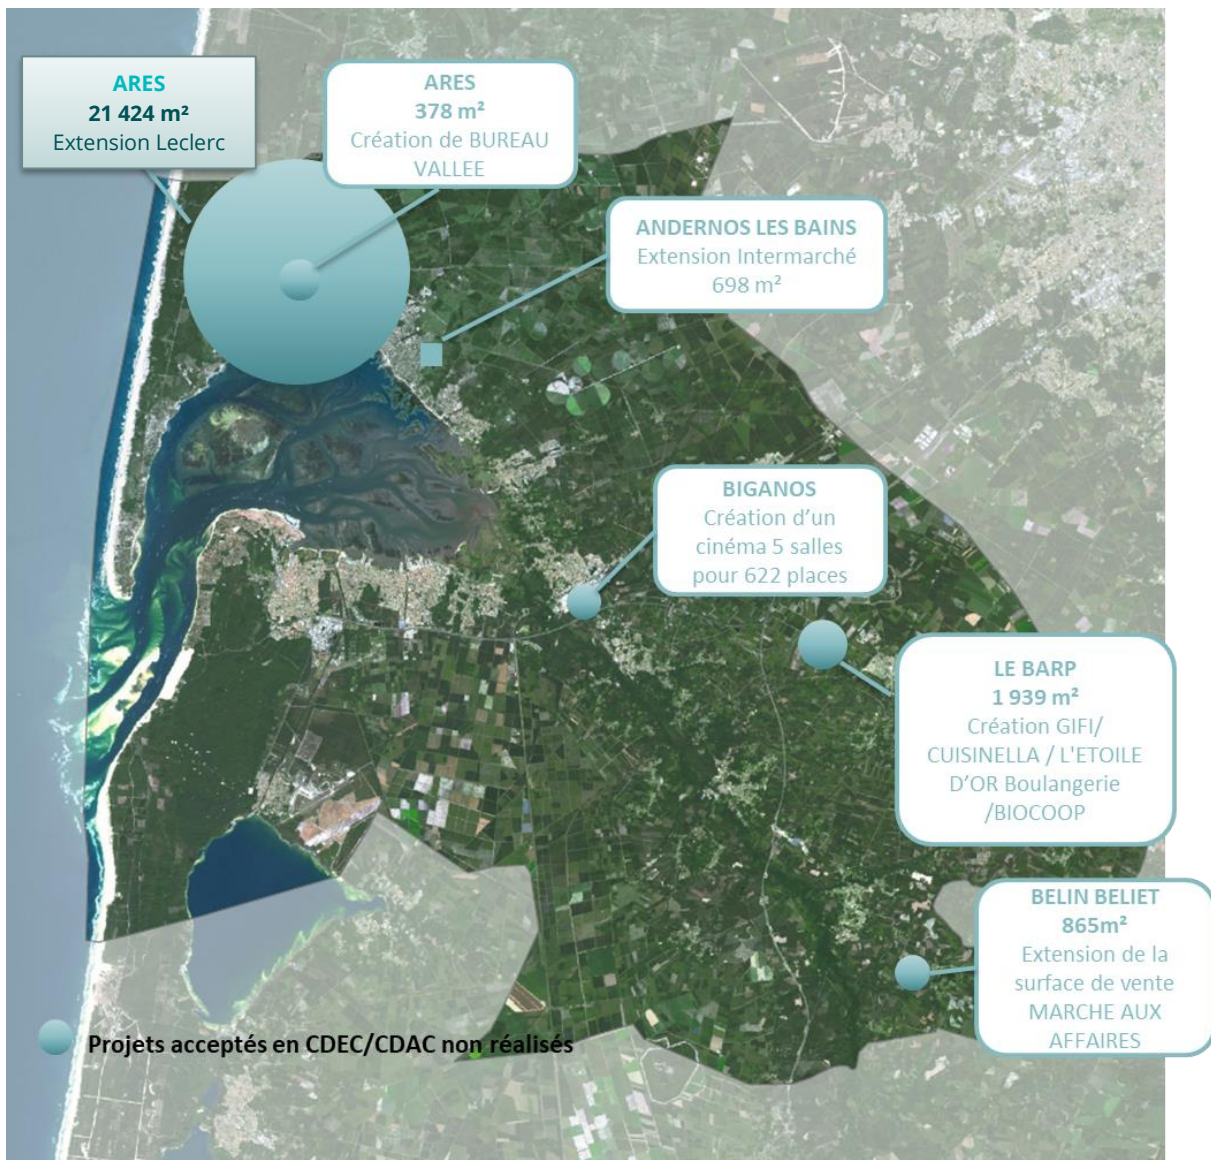 ARES
21 424 m²
Extension Leclerc
ARES
378 m²
Création de BUREAU
VALLEE
ANDERNOS LES BAINS
Extension Intermarché
698 m²
BIGANOS
Création d’un
cinéma 5 salles
pour 622 places
LE BARP
1 939 m²
Création GIFI/
CUISINELLA / L'ETOILE
D’OR Boulangerie
/BIOCOOP
BELIN BELIET
865m²
Extension de la
surface de vente
MARCHE AUX
AFFAIRES
Projets acceptés en CDEC/CDAC non réalisés